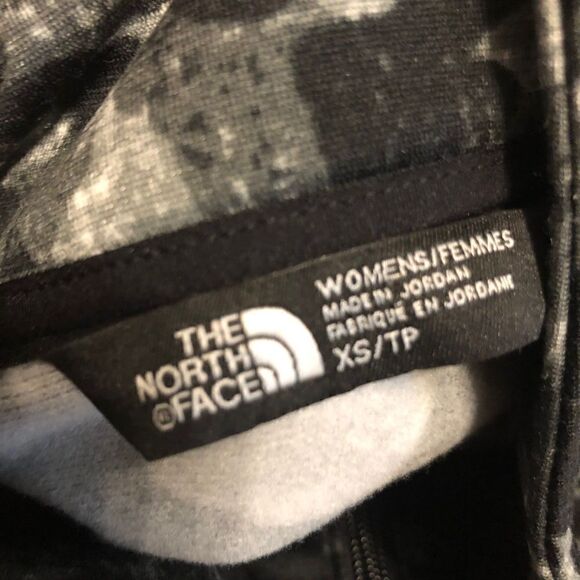 THE
NORTH
FACE
WOMENS/FEMMES
MADE IN JORDAN
FABRIQUE EN JORDANIE
XS/TP